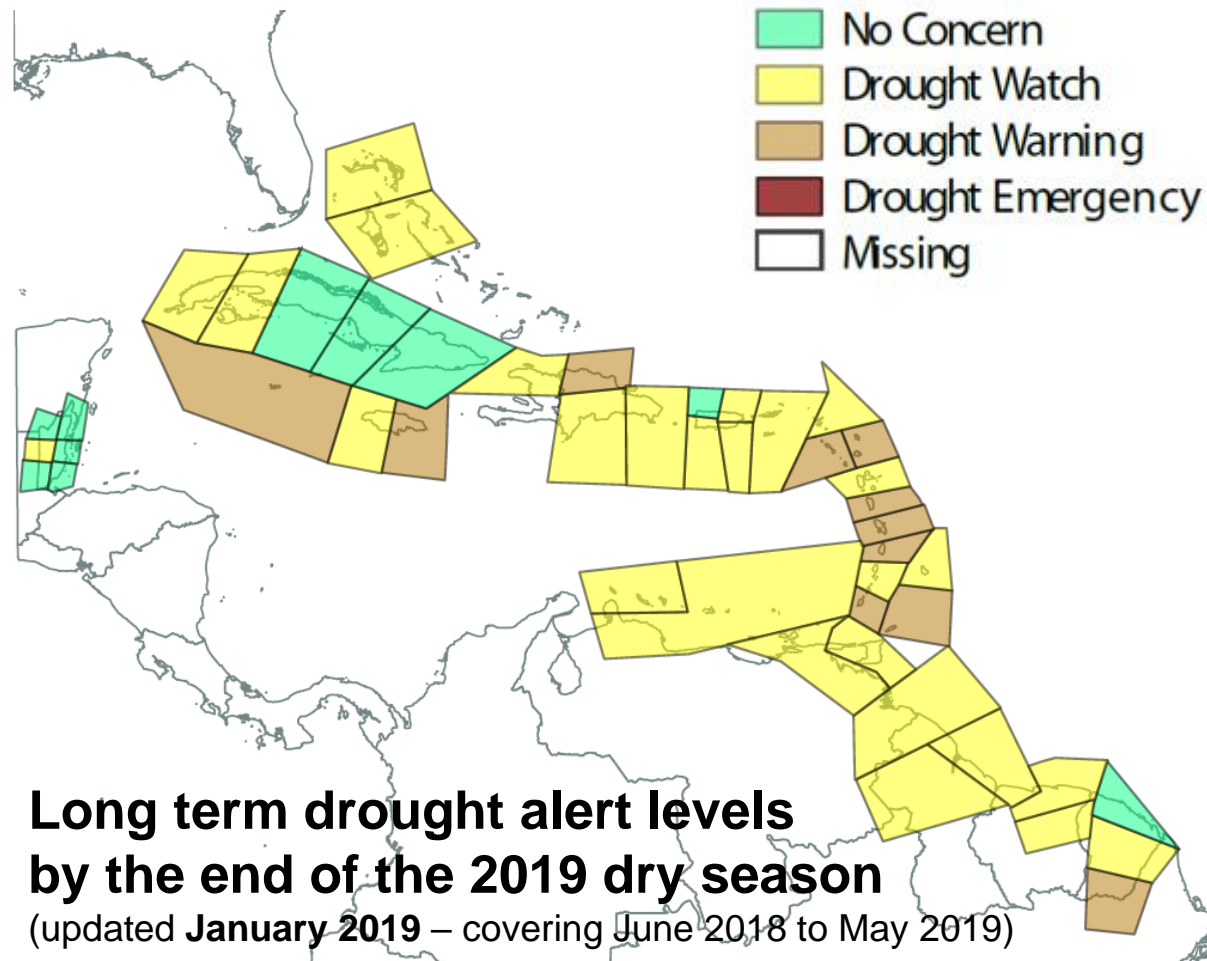 No Concern
Drought Watch
Drought Warning
Drought Emergency
Missing
Long term drought alert levels
by the end of the 2019 dry season
(updated January 2019 – covering June 2018 to May 2019)